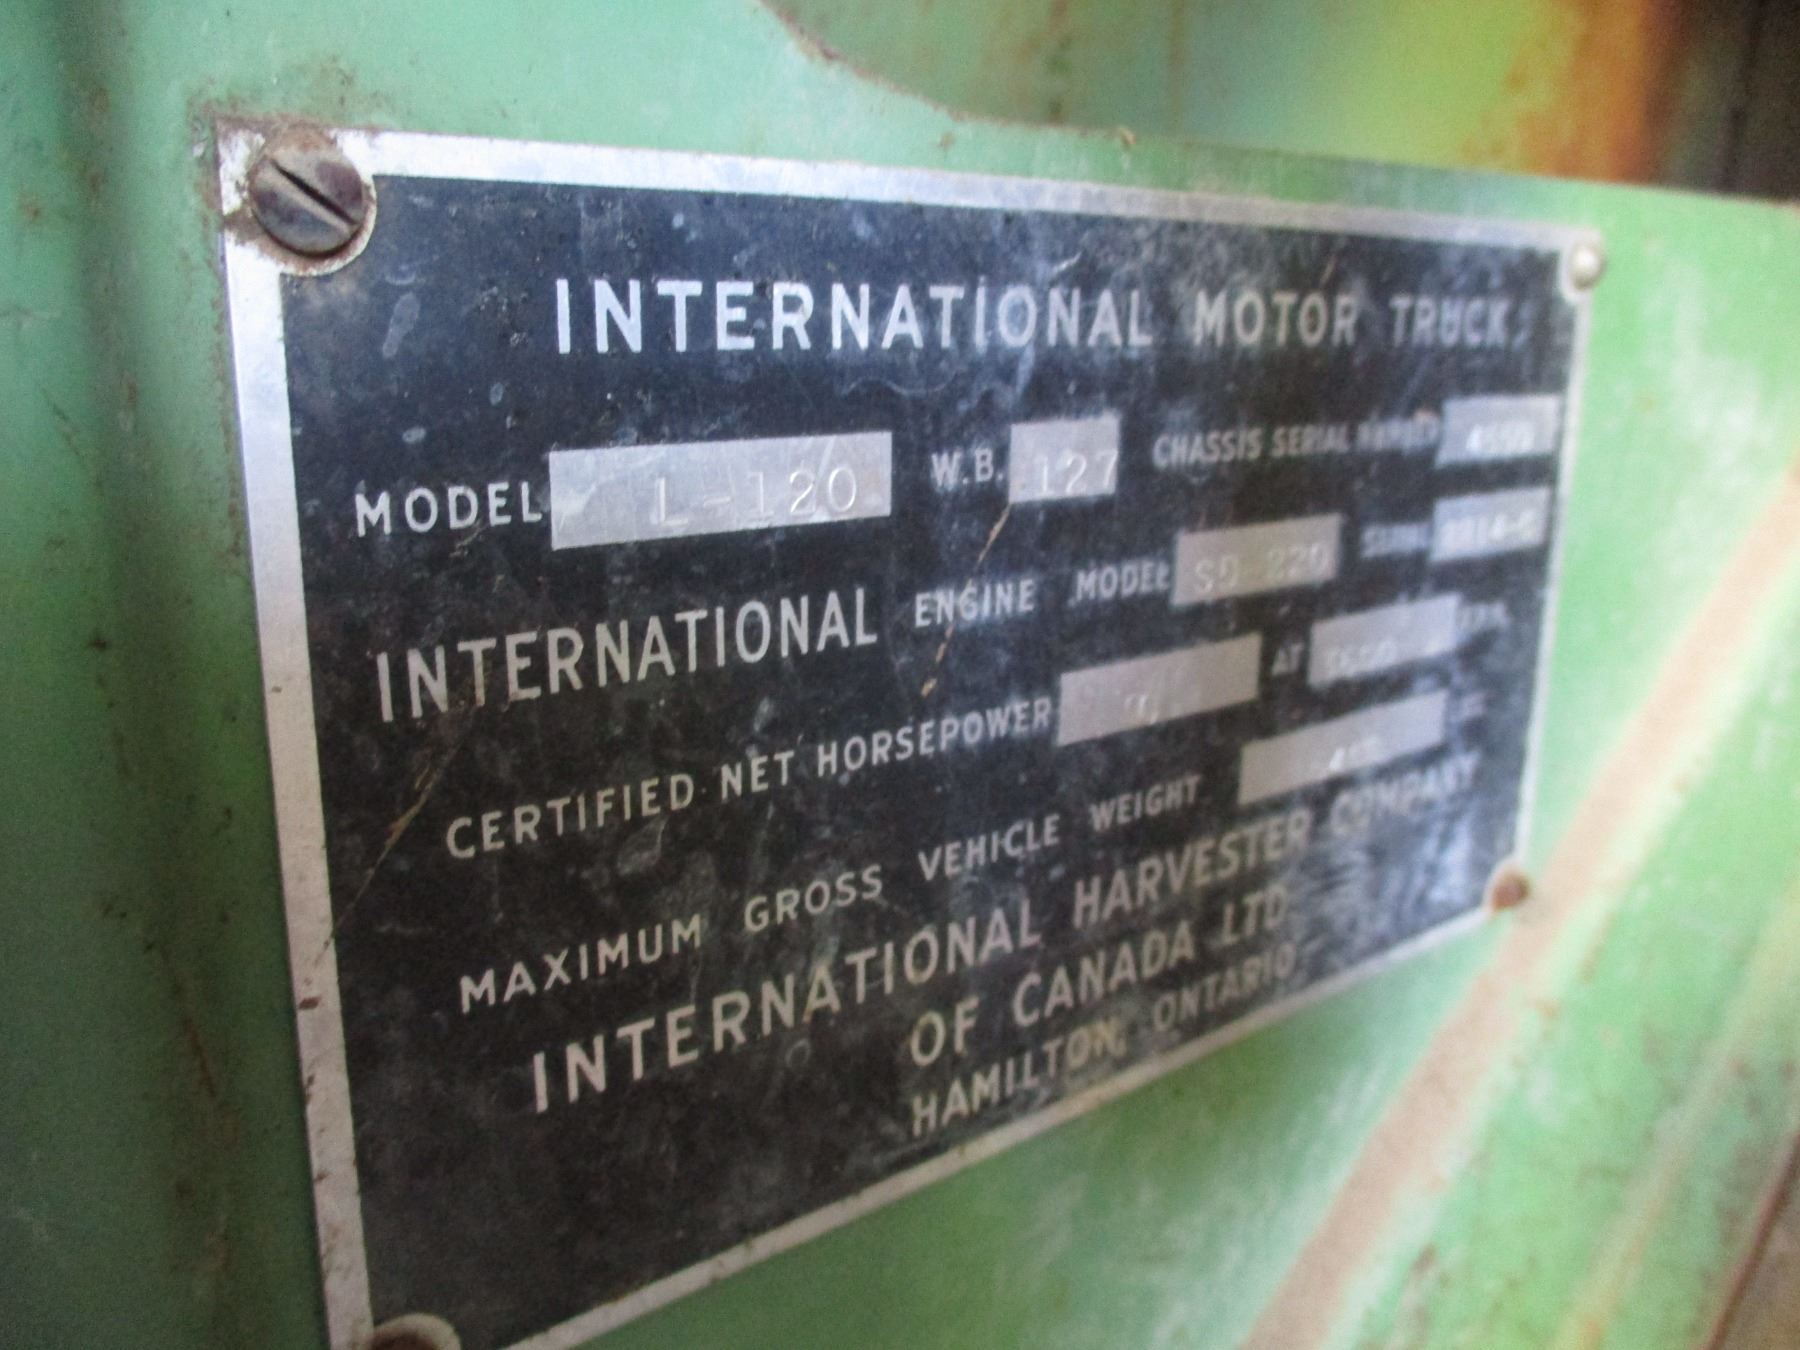 INTERNATIONAL MOTOR TRUCK
MODEL L-120 W.B. 127 CHASSIS SERIAL NUMBER
INTERNATIONAL ENGINE MODEL SD-220 SERIAL
CERTIFIED NET HORSEPOWER AT
MAXIMUM GROSS VEHICLE WEIGHT
INTERNATIONAL HARVESTER COMPANY
OF CANADA LTD
HAMILTON, ONTARIO